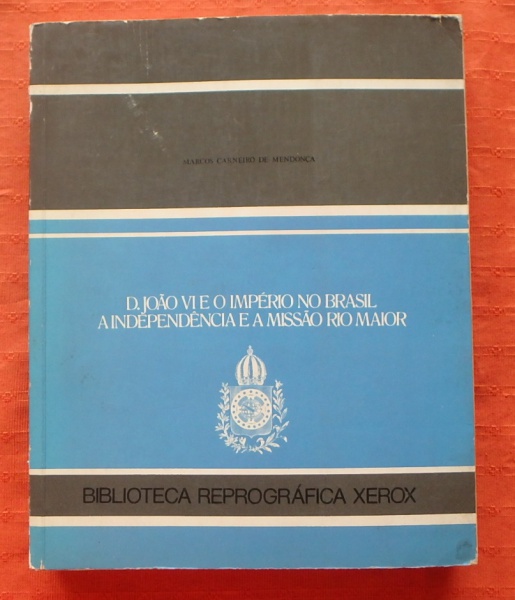 MARCOS CARNEIRO DE MENDONÇA
D. JOÃO VI E O IMPÉRIO NO BRASIL
A INDEPENDÊNCIA E A MISSÃO RIO MAIOR
BIBLIOTECA REPROGRÁFICA XEROX